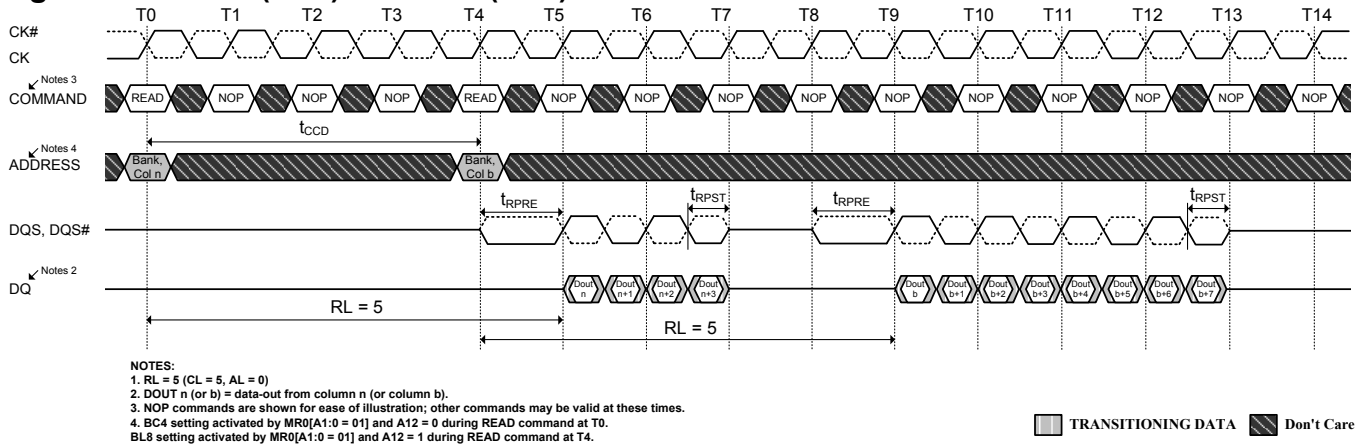 T0 T1 T2 T3 T4 T5 T6 T7 T8 T9 T10 T11 T12 T13 T14
CK#
CK
Notes 3
COMMAND READ NOP NOP NOP READ NOP NOP NOP NOP NOP NOP NOP NOP NOP NOP
tCCD
Notes 4
ADDRESS Bank, Col n Bank, Col b
tRPRE tRPST tRPRE tRPST
DQS, DQS#
Notes 2
DQ Dout n Dout n+1 Dout n+2 Dout n+3 Dout b Dout b+1 Dout b+2 Dout b+3 Dout b+4 Dout b+5 Dout b+6 Dout b+7
RL = 5
RL = 5
NOTES:
1. RL = 5 (CL = 5, AL = 0)
2. DOUT n (or b) = data-out from column n (or column b).
3. NOP commands are shown for ease of illustration; other commands may be valid at these times.
4. BC4 setting activated by MR0[A1:0 = 01] and A12 = 0 during READ command at T0.
BL8 setting activated by MR0[A1:0 = 01] and A12 = 1 during READ command at T4.
TRANSITIONING DATA Don't Care